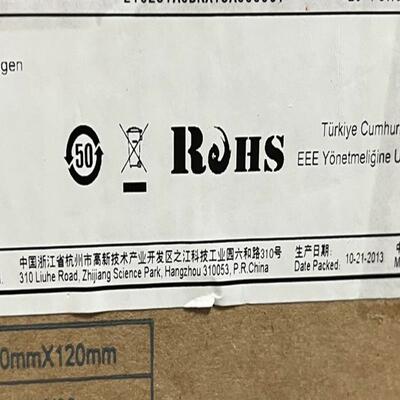 gen
50
RoHS
Türkiye Cumhur
EEE Yönetmeliğine U
中国浙江省杭州市高新技术产业开发区之江科技工业园六和路310号
生产日期
310 Liuhe Road, Zhijiang Science Park, Hangzhou 310053, P.R.China
Date Packed: 10-21-2013
0mmX120mm